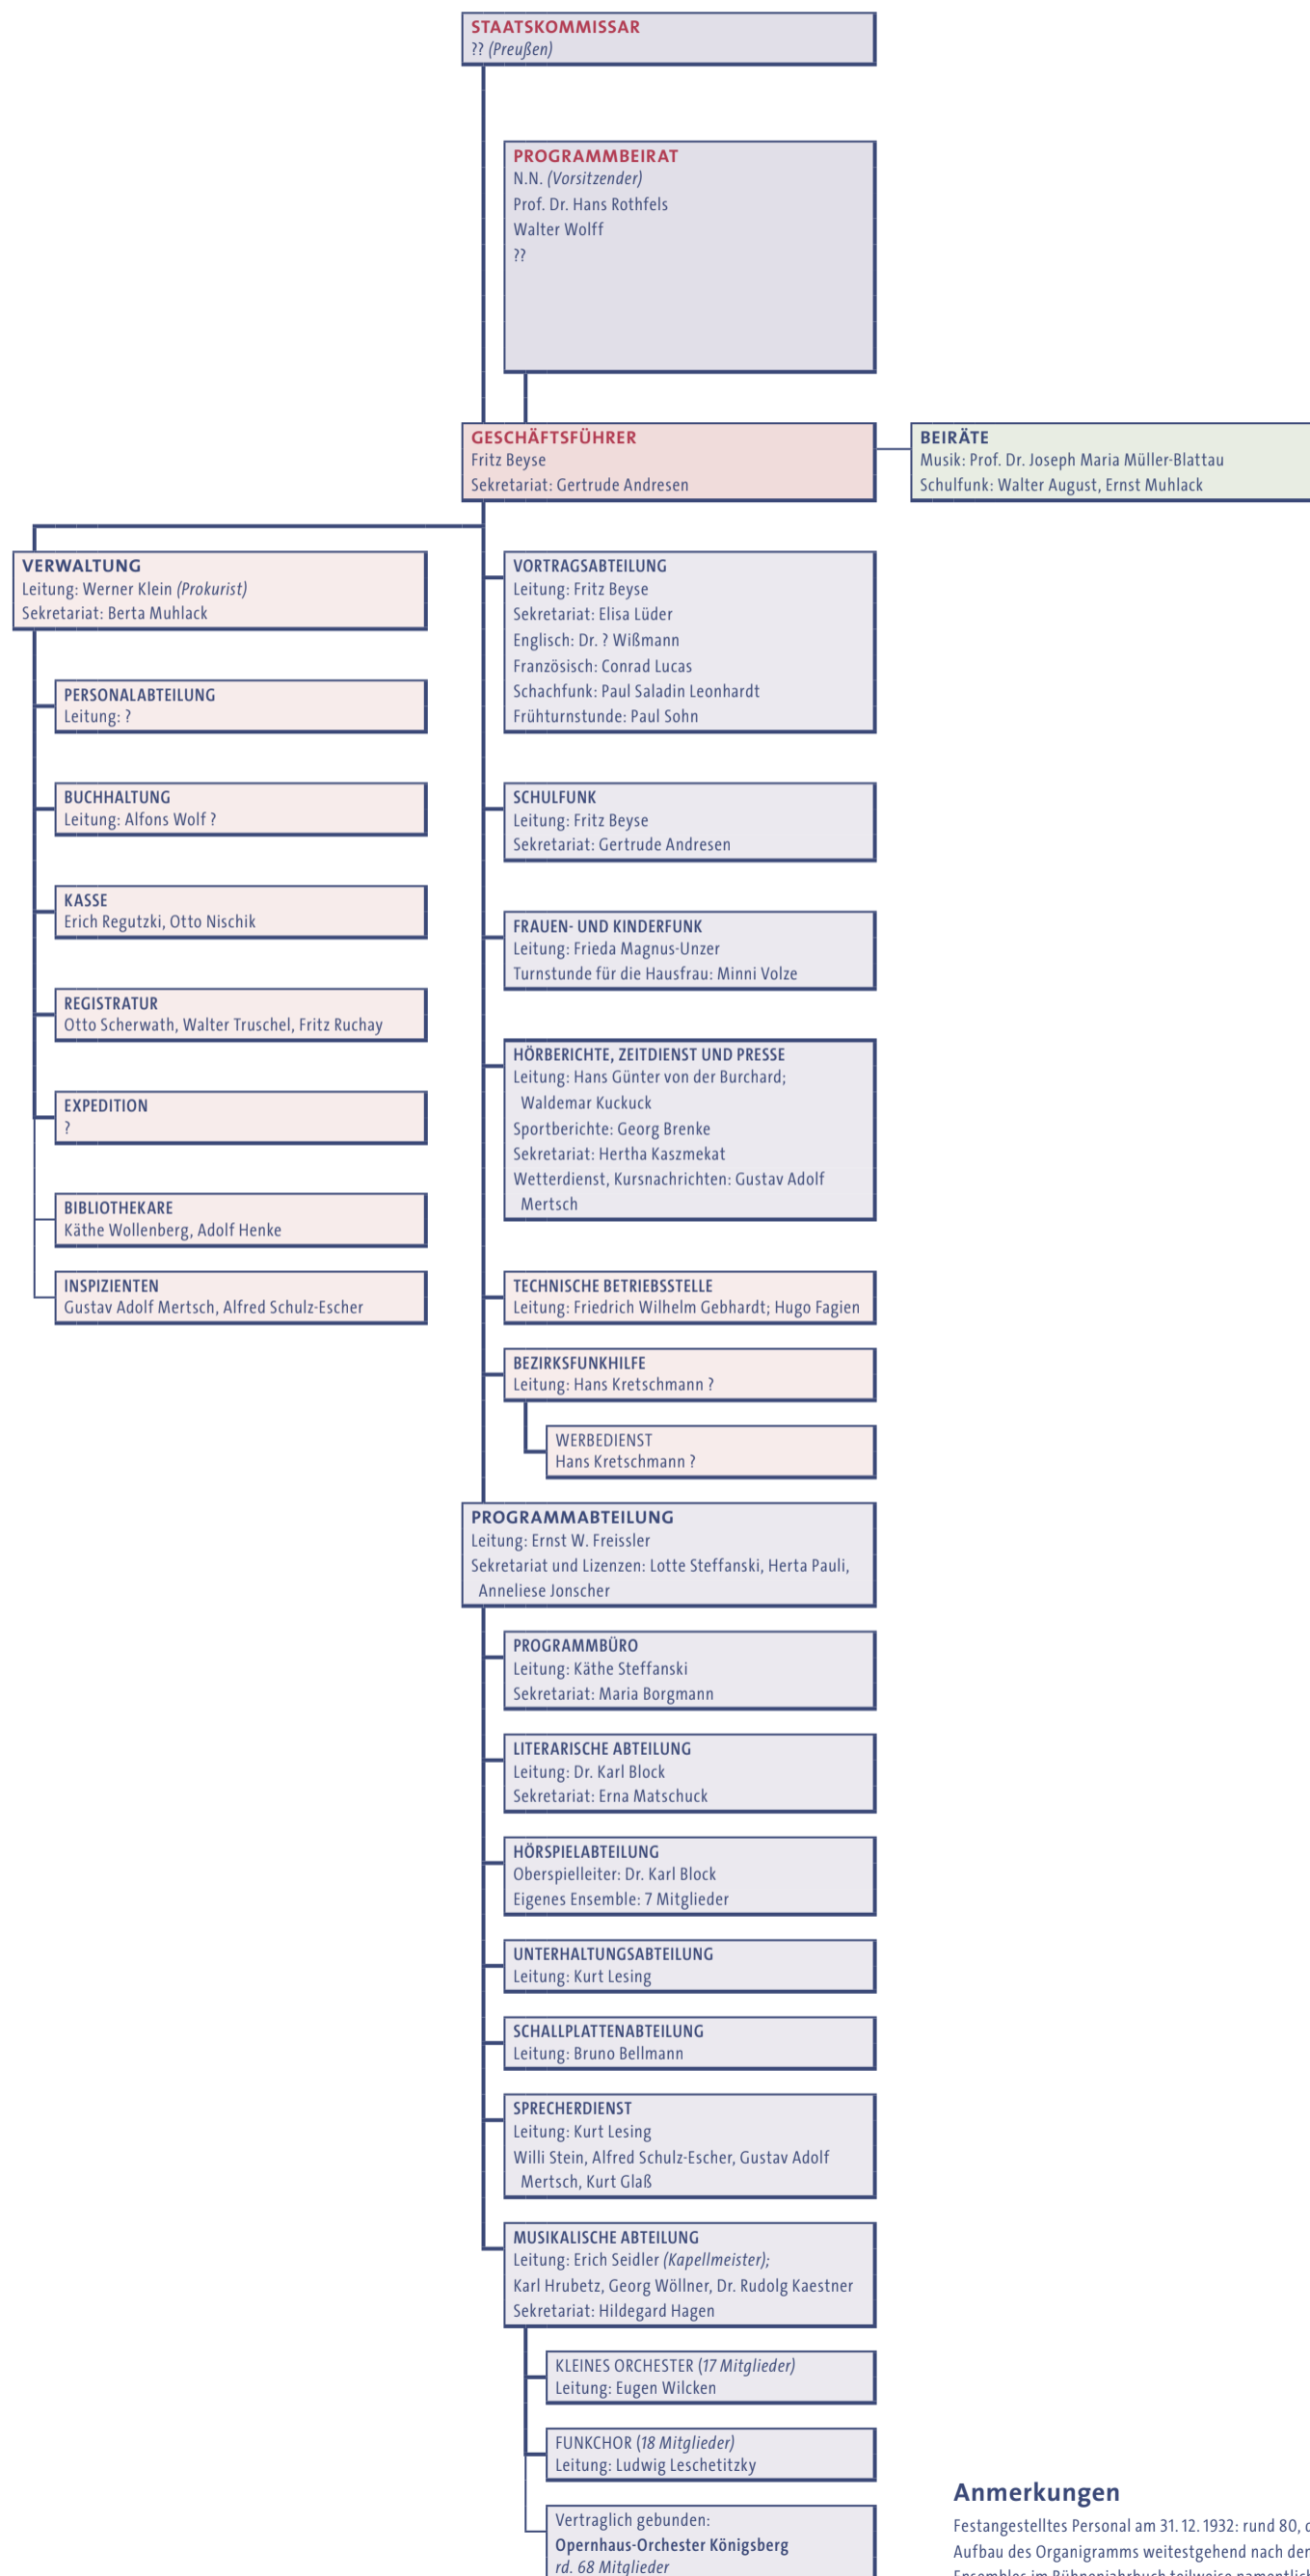 STAATSKOMMISSAR
?? (Preußen)
PROGRAMMBEIRAT
N.N. (Vorsitzender)
Prof. Dr. Hans Rothfels
Walter Wolff
??
GESCHÄFTSFÜHRER
Fritz Beyse
Sekretariat: Gertrude Andresen
BEIRÄTE
Musik: Prof. Dr. Joseph Maria Müller-Blattau
Schulfunk: Walter August, Ernst Muhlack
VERWALTUNG
Leitung: Werner Klein (Prokurist)
Sekretariat: Berta Muhlack
PERSONALABTEILUNG
Leitung: ?
BUCHHALTUNG
Leitung: Alfons Wolf ?
KASSE
Erich Regutzki, Otto Nischik
REGISTRATUR
Otto Scherwath, Walter Truschel, Fritz Ruchay
EXPEDITION
?
BIBLIOTHEKARE
Käthe Wollenberg, Adolf Henke
INSPIZIENTEN
Gustav Adolf Mertsch, Alfred Schulz-Escher
VORTRAGSABTEILUNG
Leitung: Fritz Beyse
Sekretariat: Elisa Lüder
Englisch: Dr. ? Wißmann
Französisch: Conrad Lucas
Schachfunk: Paul Saladin Leonhardt
Frühturnstunde: Paul Sohn
SCHULFUNK
Leitung: Fritz Beyse
Sekretariat: Gertrude Andresen
FRAUEN- UND KINDERFUNK
Leitung: Frieda Magnus-Unzer
Turnstunde für die Hausfrau: Minni Volze
HÖRBERICHTE, ZEITDIENST UND PRESSE
Leitung: Hans Günter von der Burchard;
Waldemar Kuckuck
Sportberichte: Georg Brenke
Sekretariat: Hertha Kaszmekat
Wetterdienst, Kursnachrichten: Gustav Adolf
Mertsch
TECHNISCHE BETRIEBSSTELLE
Leitung: Friedrich Wilhelm Gebhardt; Hugo Fagien
BEZIRKSFUNKHILFE
Leitung: Hans Kretschmann ?
WERBEDIENST
Hans Kretschmann ?
PROGRAMMABTEILUNG
Leitung: Ernst W. Freissler
Sekretariat und Lizenzen: Lotte Steffanski, Herta Pauli,
Anneliese Jonscher
PROGRAMMBÜRO
Leitung: Käthe Steffanski
Sekretariat: Maria Borgmann
LITERARISCHE ABTEILUNG
Leitung: Dr. Karl Block
Sekretariat: Erna Matschuck
HÖRSPIELABTEILUNG
Oberspielleiter: Dr. Karl Block
Eigenes Ensemble: 7 Mitglieder
UNTERHALTUNGSABTEILUNG
Leitung: Kurt Lesing
SCHALLPLATTENABTEILUNG
Leitung: Bruno Bellmann
SPRECHERDIENST
Leitung: Kurt Lesing
Willi Stein, Alfred Schulz-Escher, Gustav Adolf
Mertsch, Kurt Glaß
MUSIKALISCHE ABTEILUNG
Leitung: Erich Seidler (Kapellmeister);
Karl Hrubetz, Georg Wöllner, Dr. Rudolg Kaestner
Sekretariat: Hildegard Hagen
KLEINES ORCHESTER (17 Mitglieder)
Leitung: Eugen Wilcken
FUNKCHOR (18 Mitglieder)
Leitung: Ludwig Leschetitzky
Vertraglich gebunden:
Opernhaus-Orchester Königsberg
rd. 68 Mitglieder
Anmerkungen
Festangestelltes Personal am 31. 12. 1932: rund 80,
Aufbau des Organigramms weitestgehend nach
Ensembles im Bühnenjahrbuch teilweise